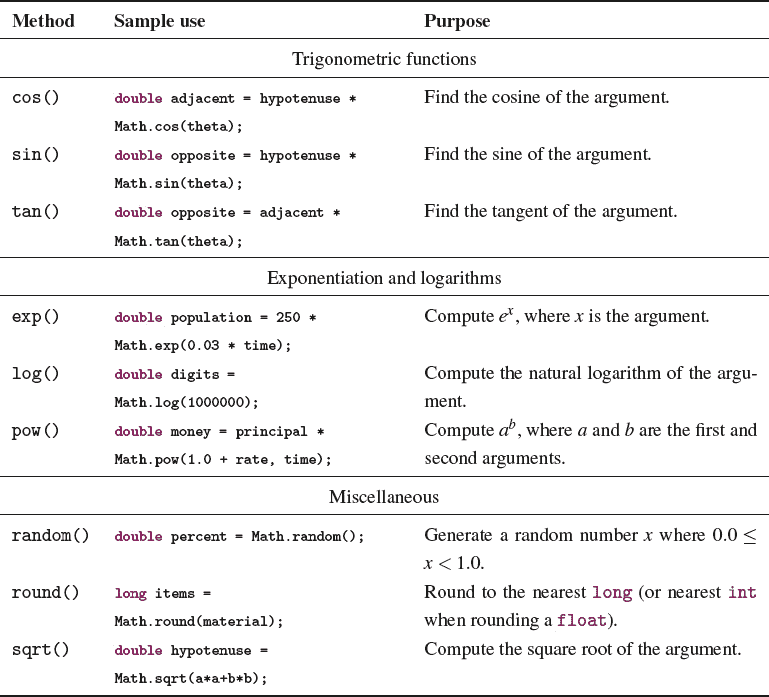 Method Sample use Purpose
Trigonometric functions
cos() double adjacent = hypotenuse * Find the cosine of the argument.
Math.cos(theta);
sin() double opposite = hypotenuse * Find the sine of the argument.
Math.sin(theta);
tan() double opposite = adjacent * Find the tangent of the argument.
Math.tan(theta);
Exponentiation and logarithms
exp() double population = 250 * Compute eˣ, where x is the argument.
Math.exp(0.03 * time);
log() double digits = Compute the natural logarithm of the argu-
Math.log(1000000); ment.
pow() double money = principal * Compute aᵇ, where a and b are the first and
Math.pow(1.0 + rate, time); second arguments.
Miscellaneous
random() double percent = Math.random(); Generate a random number x where 0.0 ≤
x < 1.0.
round() long items = Round to the nearest long (or nearest int
Math.round(material); when rounding a float).
sqrt() double hypotenuse = Compute the square root of the argument.
Math.sqrt(a*a+b*b);